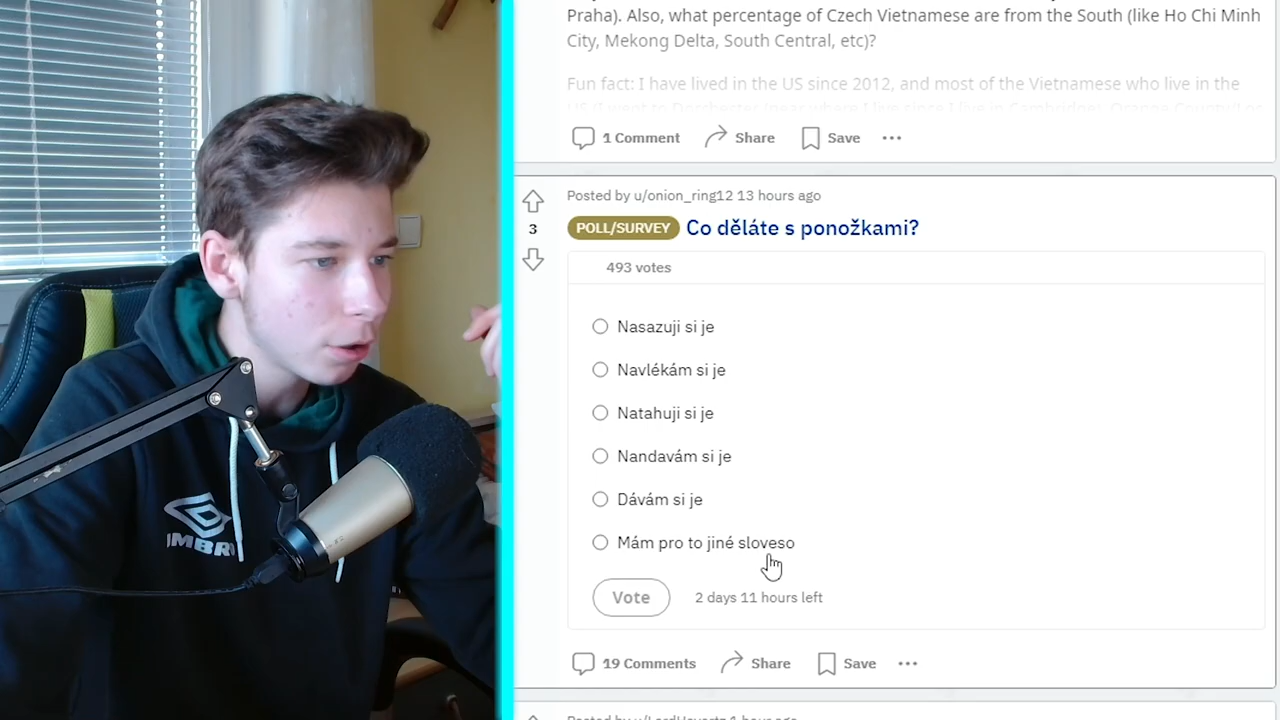 Praha). Also, what percentage of Czech Vietnamese are from the South (like Ho Chi Minh
City, Mekong Delta, South Central, etc)?
Fun fact: I have lived in the US since 2012, and most of the Vietnamese who live in the
1 Comment Share Save
Posted by u/onion_ring12 13 hours ago
3
POLL/SURVEY Co děláte s ponožkami?
493 votes
Nasazuji si je
Navlékám si je
Natahuji si je
Nandavám si je
Dávám si je
Mám pro to jiné sloveso
Vote 2 days 11 hours left
19 Comments Share Save
UMBRO